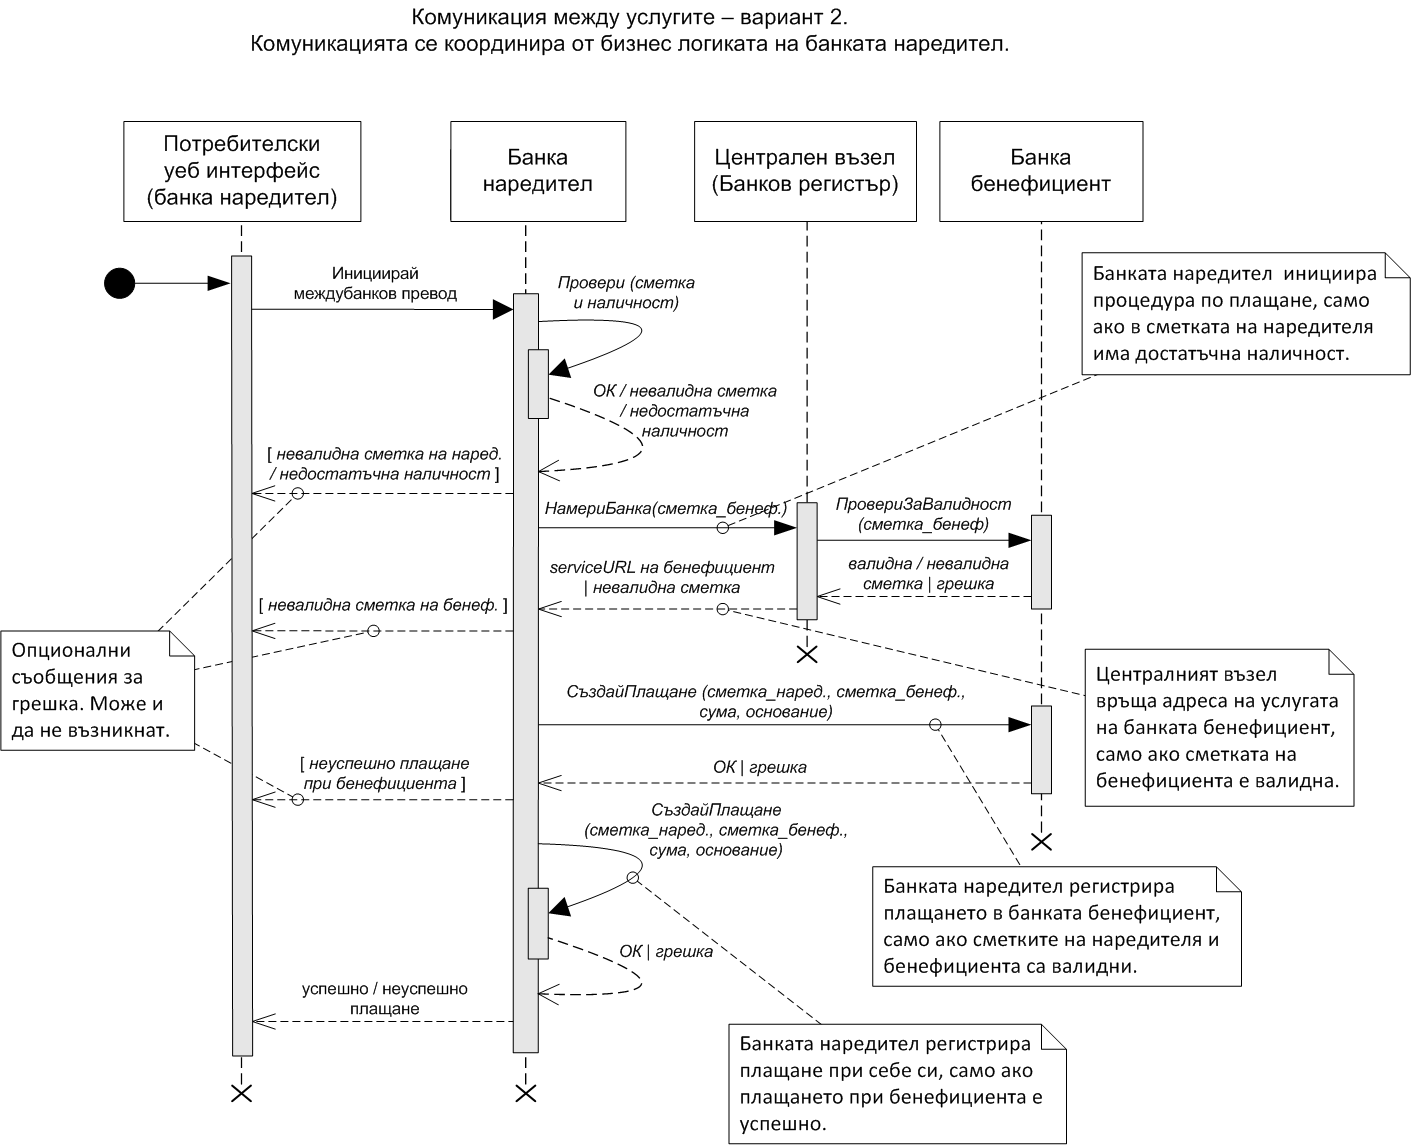 Комуникация между услугите – вариант 2.
Комуникацията се координира от бизнес логиката на банката наредител.
Потребителски
уеб интерфейс
(банка наредител)
Банка
наредител
Централен възел
(Банков регистър)
Банка
бенефициент
Инициирай
междубанков превод
Провери (сметка
и наличност)
Банката наредител инициира
процедура по плащане, само
ако в сметката на наредителя
има достатъчна наличност.
ОК / невалидна сметка
/ недостатъчна
наличност
[ невалидна сметка на наред.
/ недостатъчна наличност ]
НамериБанка(сметка_бенеф.)
ПровериЗаВалидност
(сметка_бенеф)
serviceURL на бенефициент
| невалидна сметка
валидна / невалидна
сметка | грешка
[ невалидна сметка на бенеф. ]
Опционални
съобщения за
грешка. Може и
да не възникнат.
Централният възел
връща адреса на услугата
на банката бенефициент,
само ако сметката на
бенефициента е валидна.
СъздайПлащане (сметка_наред., сметка_бенеф.,
сума, основание)
[ неуспешно плащане
при бенефициента ]
ОК | грешка
СъздайПлащане
(сметка_наред., сметка_бенеф.,
сума, основание)
Банката наредител регистрира
плащането в банката бенефициент,
само ако сметките на наредителя и
бенефициента са валидни.
ОК | грешка
успешно / неуспешно
плащане
Банката наредител регистрира
плащане при себе си, само ако
плащането при бенефициента е
успешно.